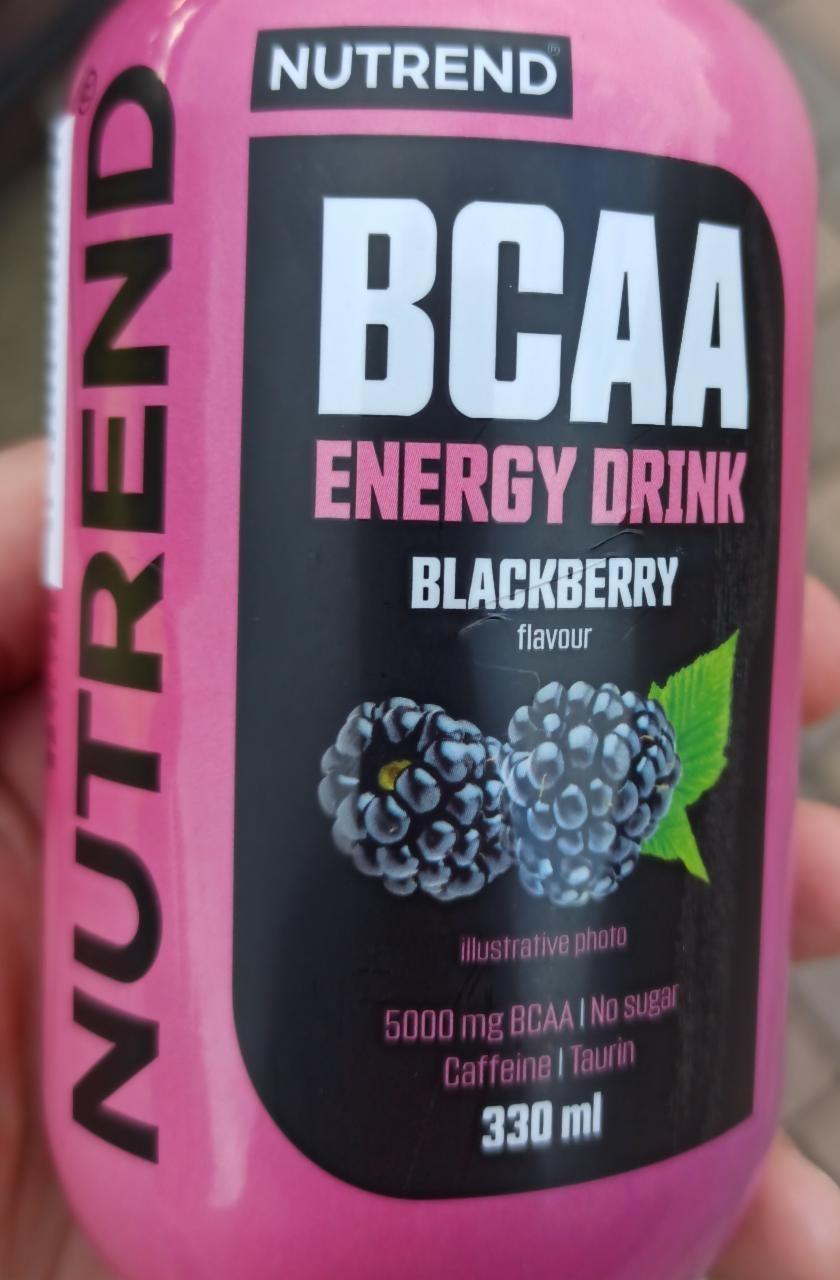 NUTREND®
NUTREND®
BCAA
ENERGY DRINK
BLACKBERRY
flavour
illustrative photo
5000 mg BCAA | No sugar
Caffeine | Taurin
330 ml